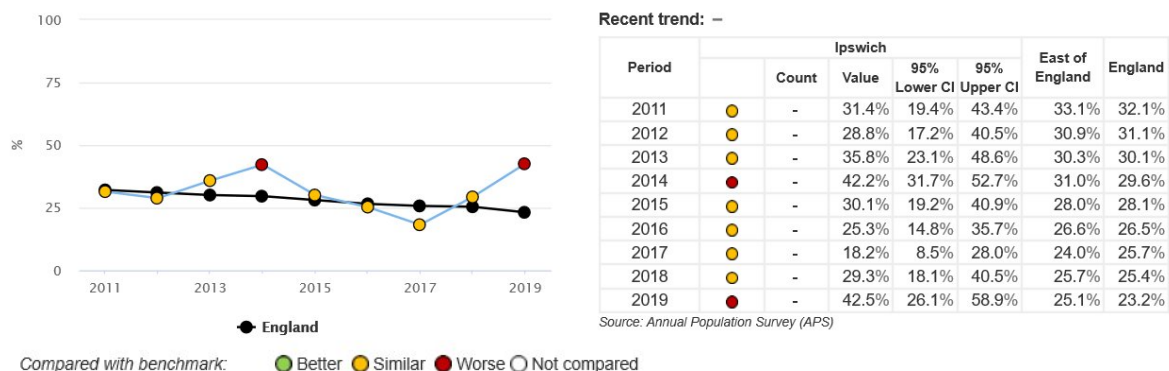 100
75
50
25
0
%
2011
2013
2015
2017
2019
England
Recent trend: –
Period Ipswich East of England England
Count Value 95% Lower CI 95% Upper CI
2011 - 31.4% 19.4% 43.4% 33.1% 32.1%
2012 - 28.8% 17.2% 40.5% 30.9% 31.1%
2013 - 35.8% 23.1% 48.6% 30.3% 30.1%
2014 - 42.2% 31.7% 52.7% 31.0% 29.6%
2015 - 30.1% 19.2% 40.9% 28.0% 28.1%
2016 - 25.3% 14.8% 35.7% 26.6% 26.5%
2017 - 18.2% 8.5% 28.0% 24.0% 25.7%
2018 - 29.3% 18.1% 40.5% 25.7% 25.4%
2019 - 42.5% 26.1% 58.9% 25.1% 23.2%
Source: Annual Population Survey (APS)
Compared with benchmark: Better Similar Worse Not compared